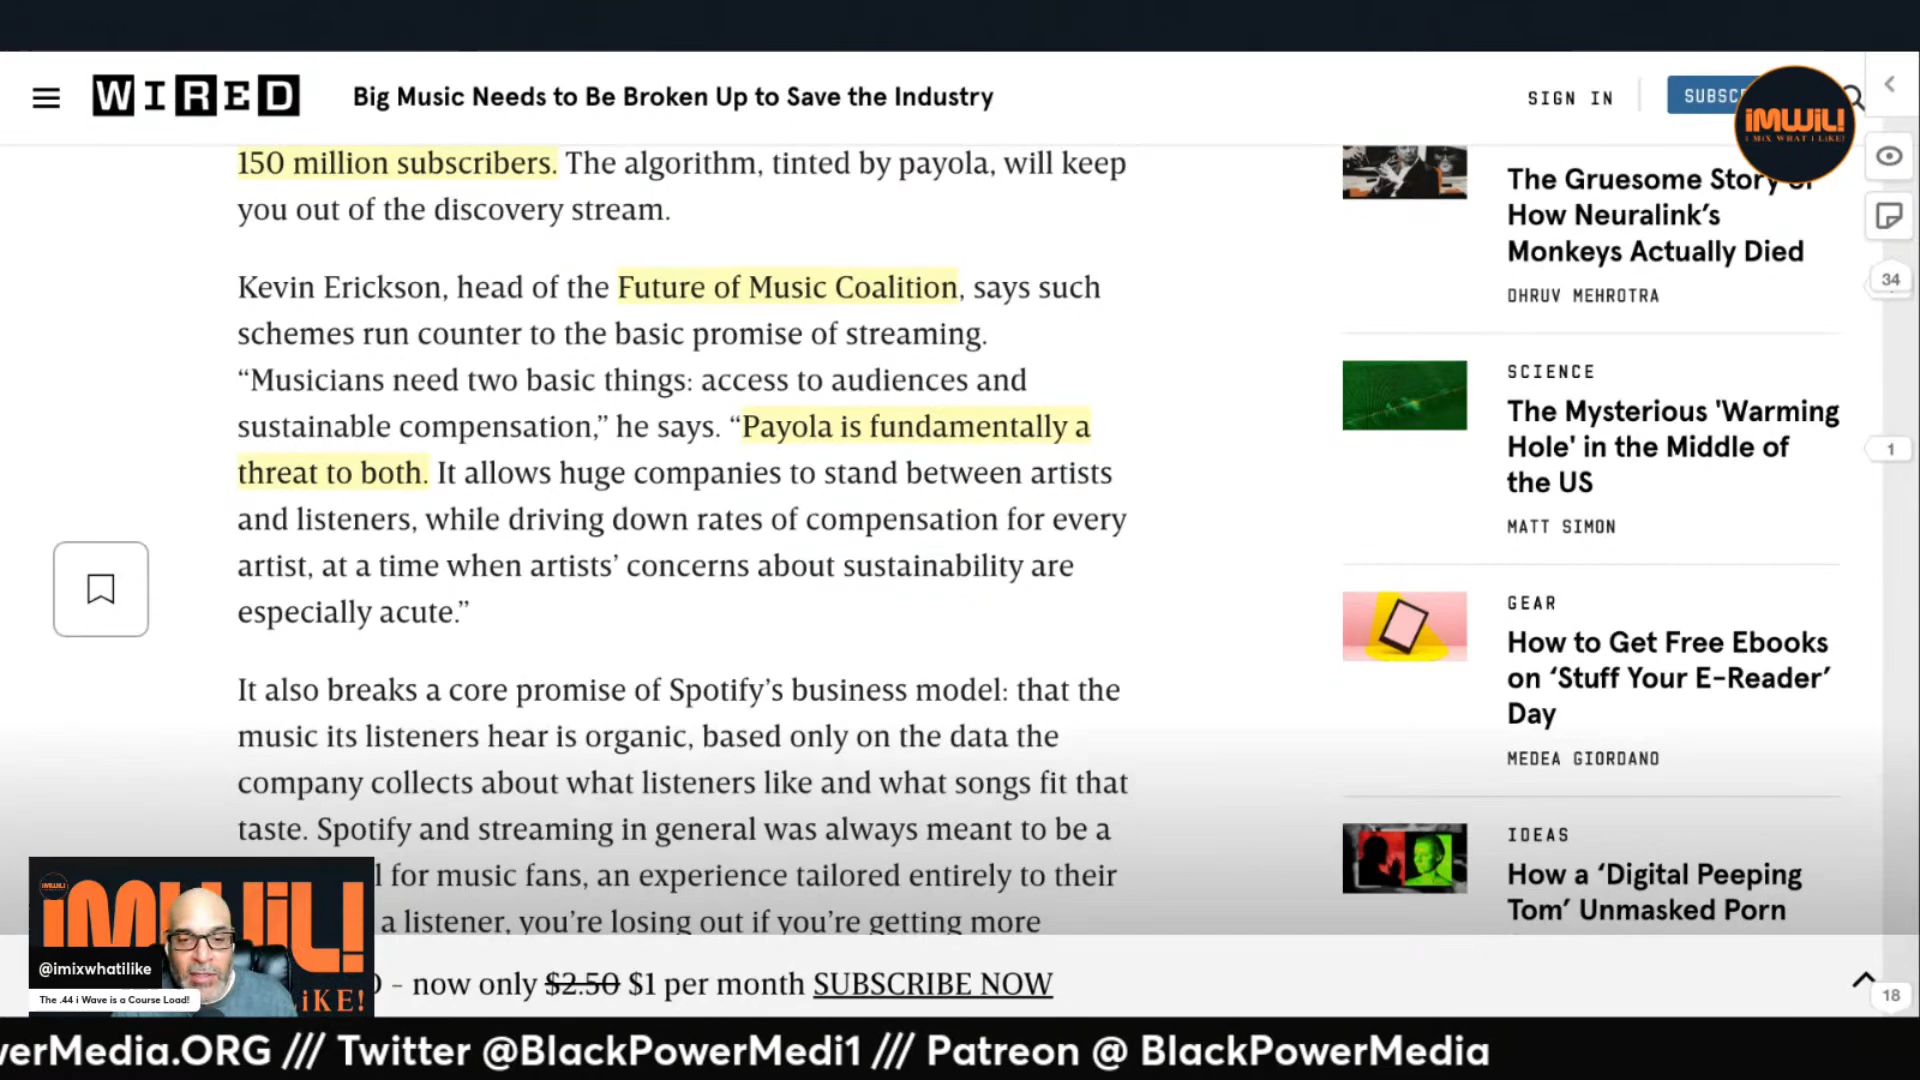 WIRED
Big Music Needs to Be Broken Up to Save the Industry
SIGN IN
SUBSC
iMWiL!
I MiX WHAT I LiKE!
150 million subscribers. The algorithm, tinted by payola, will keep
you out of the discovery stream.
Kevin Erickson, head of the Future of Music Coalition, says such
schemes run counter to the basic promise of streaming.
“Musicians need two basic things: access to audiences and
sustainable compensation,” he says. “Payola is fundamentally a
threat to both. It allows huge companies to stand between artists
and listeners, while driving down rates of compensation for every
artist, at a time when artists’ concerns about sustainability are
especially acute.”
It also breaks a core promise of Spotify’s business model: that the
music its listeners hear is organic, based only on the data the
company collects about what listeners like and what songs fit that
taste. Spotify and streaming in general was always meant to be a
l for music fans, an experience tailored entirely to their
a listener, you’re losing out if you’re getting more
The Gruesome Story of
How Neuralink’s
Monkeys Actually Died
DHRUV MEHROTRA
SCIENCE
The Mysterious 'Warming
Hole' in the Middle of
the US
MATT SIMON
GEAR
How to Get Free Ebooks
on ‘Stuff Your E-Reader’
Day
MEDEA GIORDANO
IDEAS
How a ‘Digital Peeping
Tom’ Unmasked Porn
34
1
18
@imixwhatilike
The .44 i Wave is a Course Load!
iKE!
– now only $2.50 $1 per month SUBSCRIBE NOW
werMedia.ORG /// Twitter @BlackPowerMedi1 /// Patreon @ BlackPowerMedia